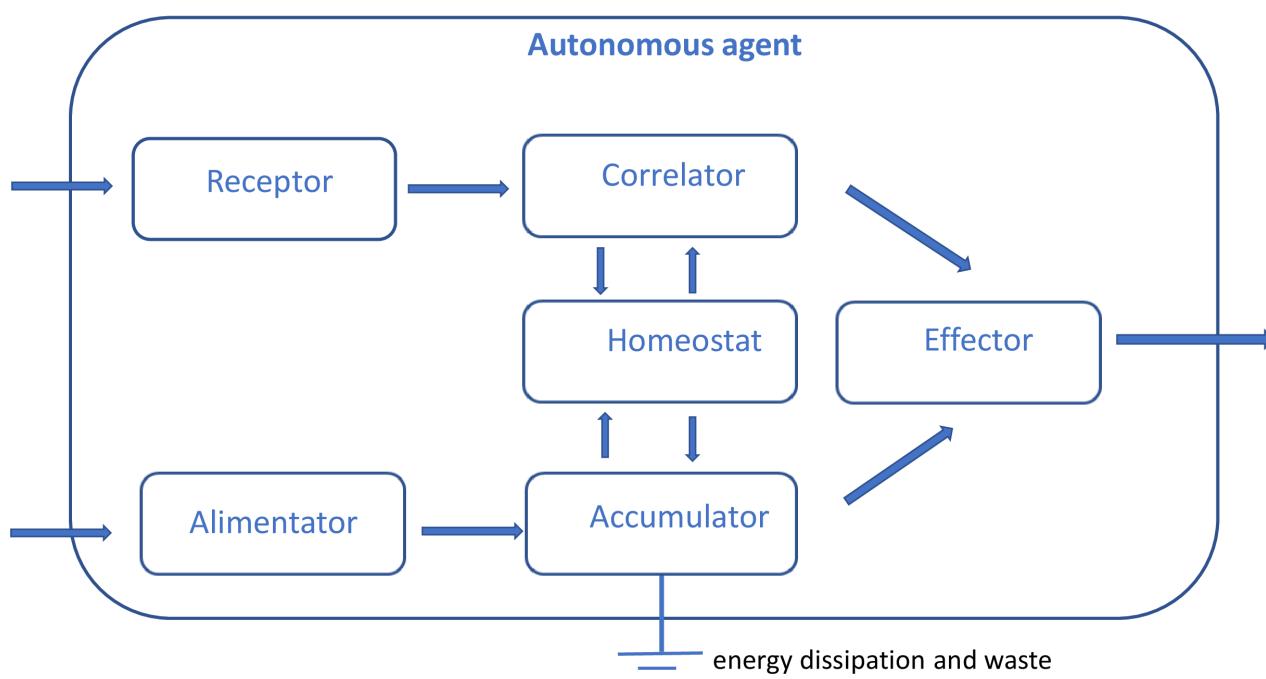 Autonomous agent
Receptor
Correlator
Homeostat
Effector
Alimentator
Accumulator
energy dissipation and waste